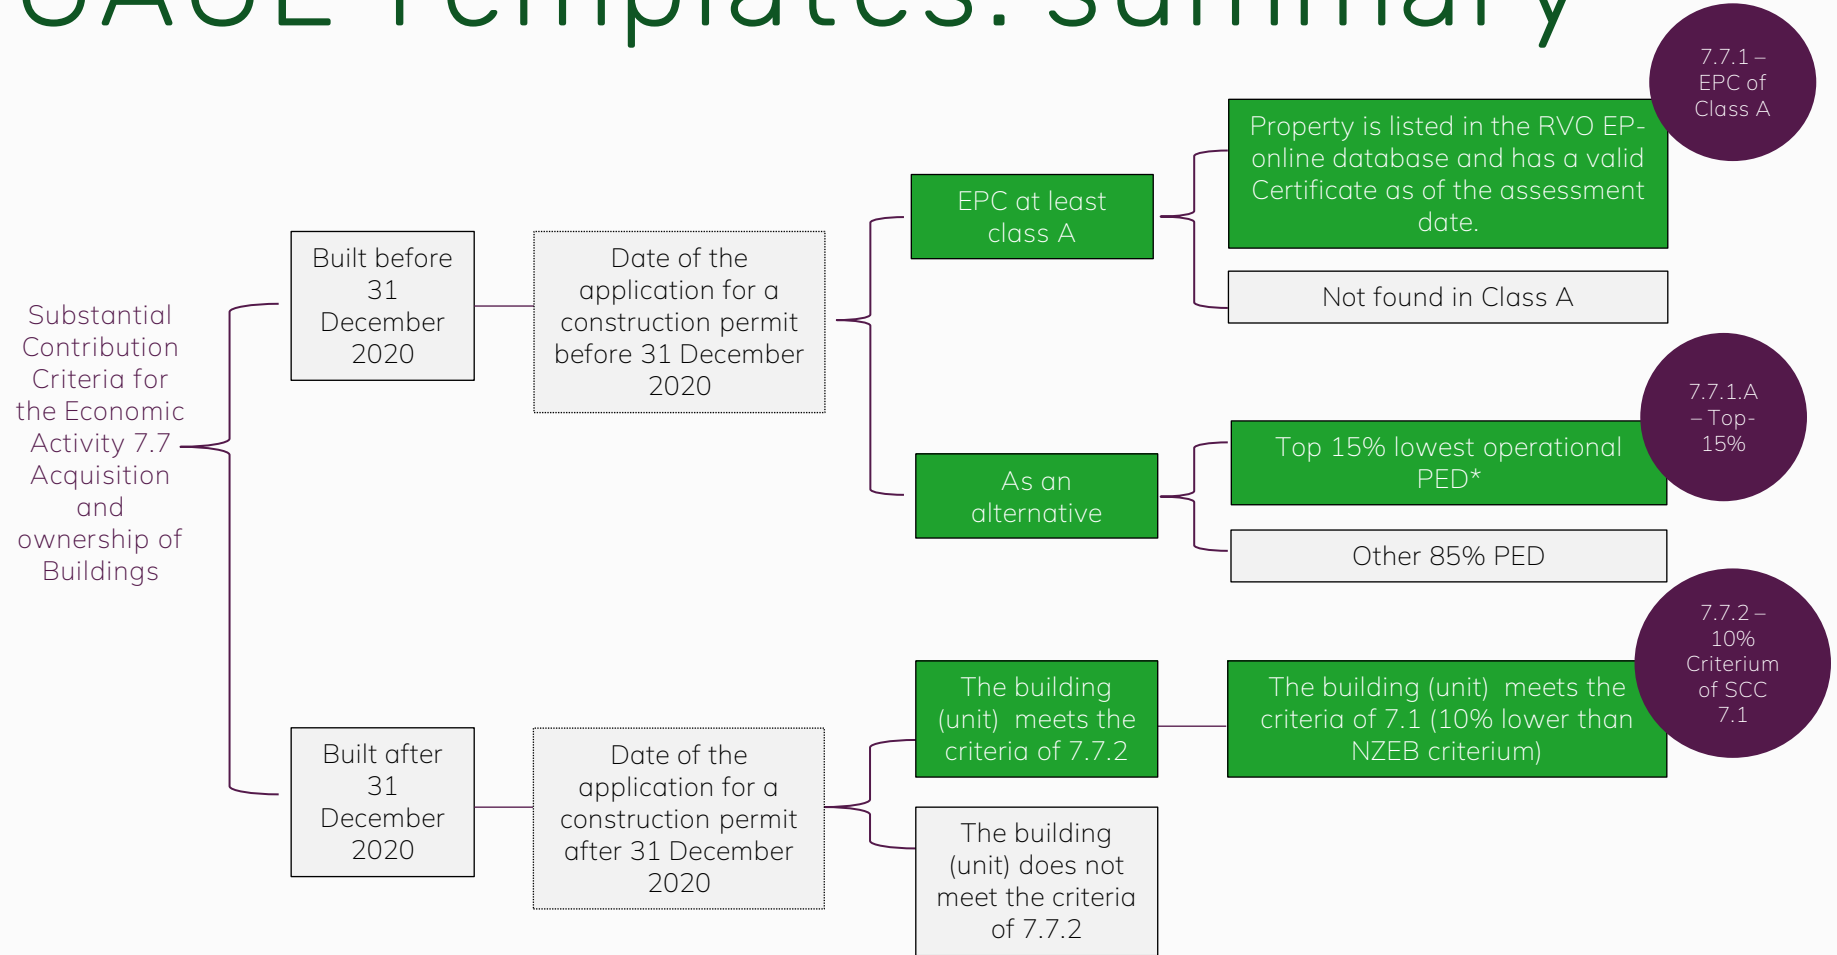 Templates: summary
Substantial
Contribution
Criteria for
the Economic
Activity 7.7
Acquisition
and
ownership of
Buildings
Built before
31
December
2020
Date of the
application for a
construction permit
before 31 December
2020
EPC at least
class A
Property is listed in the RVO EP-
online database and has a valid
Certificate as of the assessment
date.
7.7.1 –
EPC of
Class A
Not found in Class A
As an
alternative
Top 15% lowest operational
PED*
7.7.1.A
– Top-
15%
Other 85% PED
Built after
31
December
2020
Date of the
application for a
construction permit
after 31 December
2020
The building
(unit)  meets the
criteria of 7.7.2
The building (unit)  meets the
criteria of 7.1 (10% lower than
NZEB criterium)
7.7.2 –
10%
Criterium
of SCC
7.1
The building
(unit) does not
meet the criteria
of 7.7.2